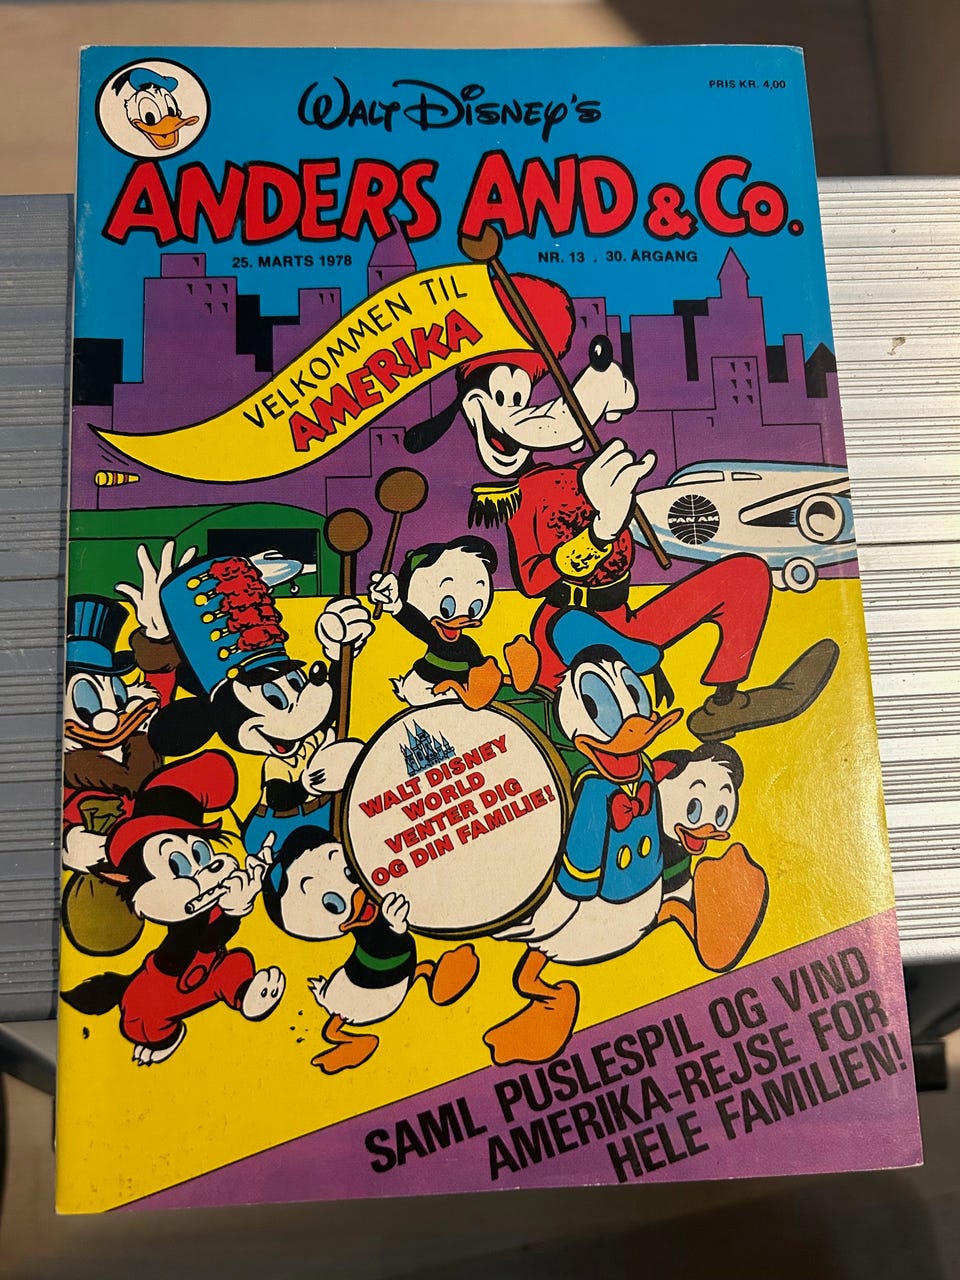 PRIS KR. 4,00
WALT DISNEY'S
ANDERS AND & CO.
25. MARTS 1978
NR. 13 . 30. ÅRGANG
VELKOMMEN TIL
AMERIKA
PAN AM
WALT DISNEY
WORLD
VENTER DIG
OG DIN FAMILIE!
SAML PUSLESPIL OG VIND
AMERIKA-REJSE FOR
HELE FAMILIEN!